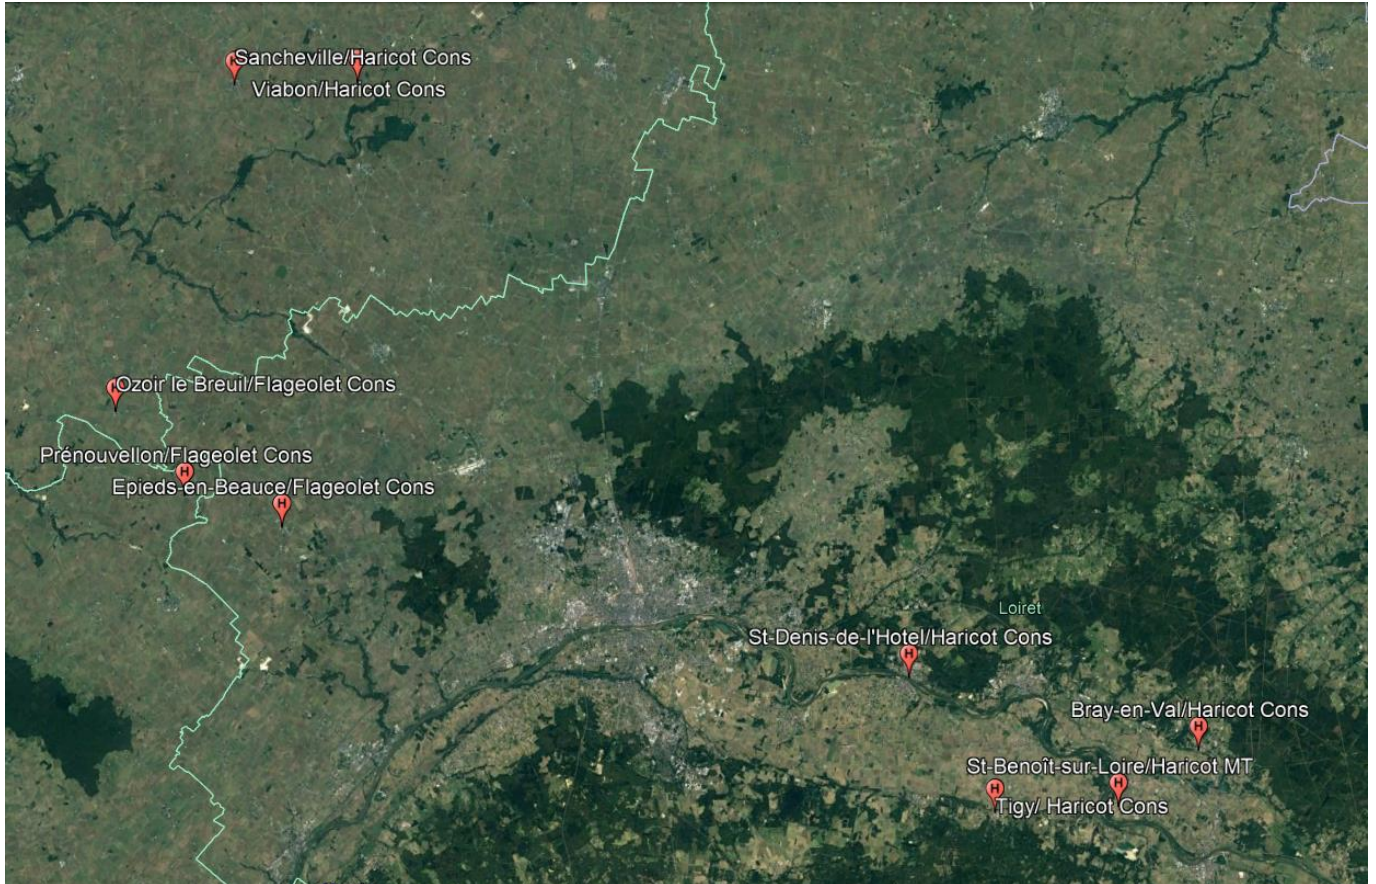 Sancheville/Haricot Cons
Viabon/Haricot Cons
Ozoir le Breuil/Flageolet Cons
Prénouvellon/Flageolet Cons
H
Epieds-en-Beauce/Flageolet Cons
H
Loiret
St-Denis-de-l'Hotel/Haricot Cons
H
Bray-en-Val/Haricot Cons
H
St-Benoît-sur-Loire/Haricot MT
H
H
Tigy/ Haricot Cons